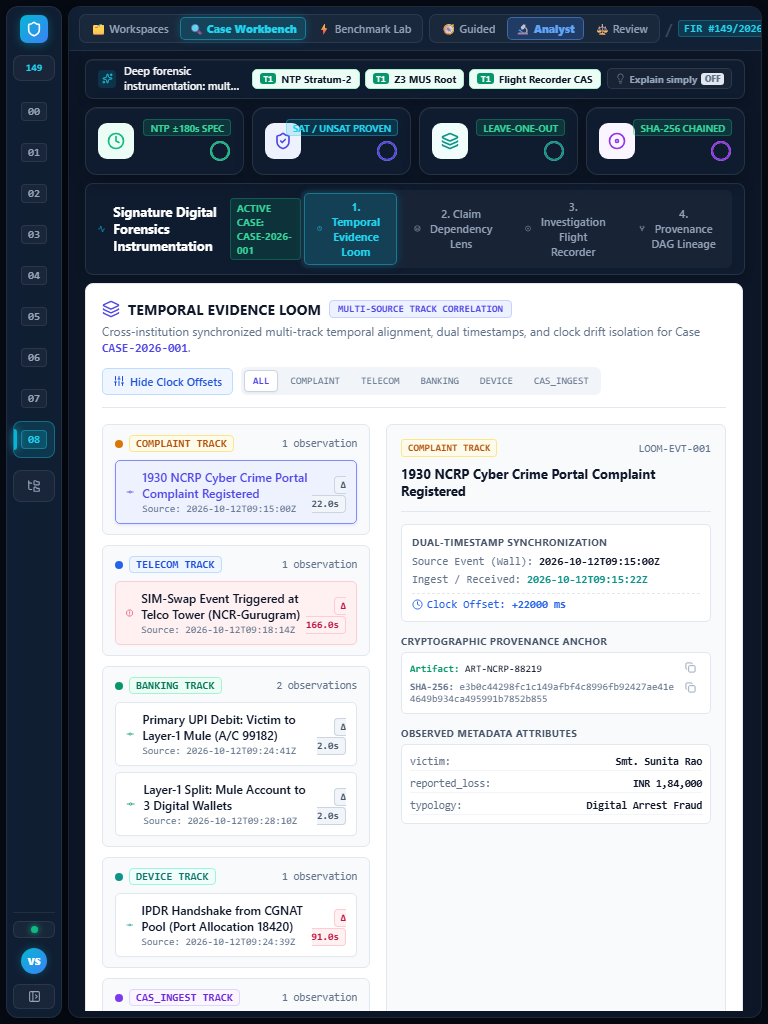 Workspaces
Case Workbench
Benchmark Lab
Guided
Analyst
Review
/
FIR #149/2026
149
00
01
02
03
04
05
06
07
08
VS
Deep forensic
instrumentation: mult...
T1 NTP Stratum-2
T1 Z3 MUS Root
T1 Flight Recorder CAS
Explain simply OFF
NTP ±180s SPEC
SAT / UNSAT PROVEN
LEAVE-ONE-OUT
SHA-256 CHAINED
Signature Digital
Forensics
Instrumentation
ACTIVE
CASE:
CASE-2026-
001
1.
Temporal
Evidence
Loom
2. Claim
Dependency
Lens
3.
Investigation
Flight
Recorder
4.
Provenance
DAG Lineage
TEMPORAL EVIDENCE LOOM
MULTI-SOURCE TRACK CORRELATION
Cross-institution synchronized multi-track temporal alignment, dual timestamps, and clock drift isolation for Case
CASE-2026-001.
Hide Clock Offsets
ALL
COMPLAINT
TELECOM
BANKING
DEVICE
CAS_INGEST
COMPLAINT TRACK
1 observation
1930 NCRP Cyber Crime Portal
Complaint Registered
Source: 2026-10-12T09:15:00Z
Δ
22.0s
TELECOM TRACK
1 observation
SIM-Swap Event Triggered at
Telco Tower (NCR-Gurugram)
Source: 2026-10-12T09:18:14Z
Δ
166.0s
BANKING TRACK
2 observations
Primary UPI Debit: Victim to
Layer-1 Mule (A/C 99182)
Source: 2026-10-12T09:24:41Z
Δ
2.0s
Layer-1 Split: Mule Account to
3 Digital Wallets
Source: 2026-10-12T09:28:10Z
Δ
2.0s
DEVICE TRACK
1 observation
IPDR Handshake from CGNAT
Pool (Port Allocation 18420)
Source: 2026-10-12T09:24:39Z
Δ
91.0s
CAS_INGEST TRACK
1 observation
COMPLAINT TRACK
LOOM-EVT-001
1930 NCRP Cyber Crime Portal Complaint
Registered
DUAL-TIMESTAMP SYNCHRONIZATION
Source Event (Wall): 2026-10-12T09:15:00Z
Ingest / Received: 2026-10-12T09:15:22Z
Clock Offset: +22000 ms
CRYPTOGRAPHIC PROVENANCE ANCHOR
Artifact: ART-NCRP-88219
SHA-256: e3b0c44298fc1c149afbf4c8996fb92427ae41e
4649b934ca495991b7852b855
OBSERVED METADATA ATTRIBUTES
victim: Smt. Sunita Rao
reported_loss: INR 1,84,000
typology: Digital Arrest Fraud